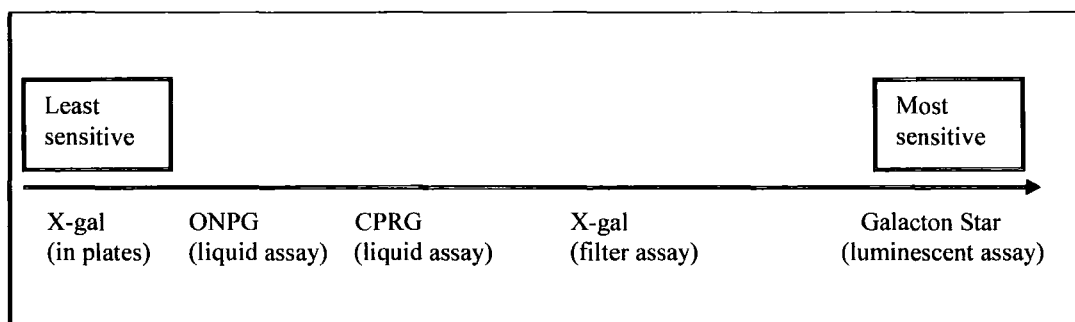 Least
sensitive
Most
sensitive
X-gal
(in plates)
ONPG
(liquid assay)
CPRG
(liquid assay)
X-gal
(filter assay)
Galacton Star
(luminescent assay)